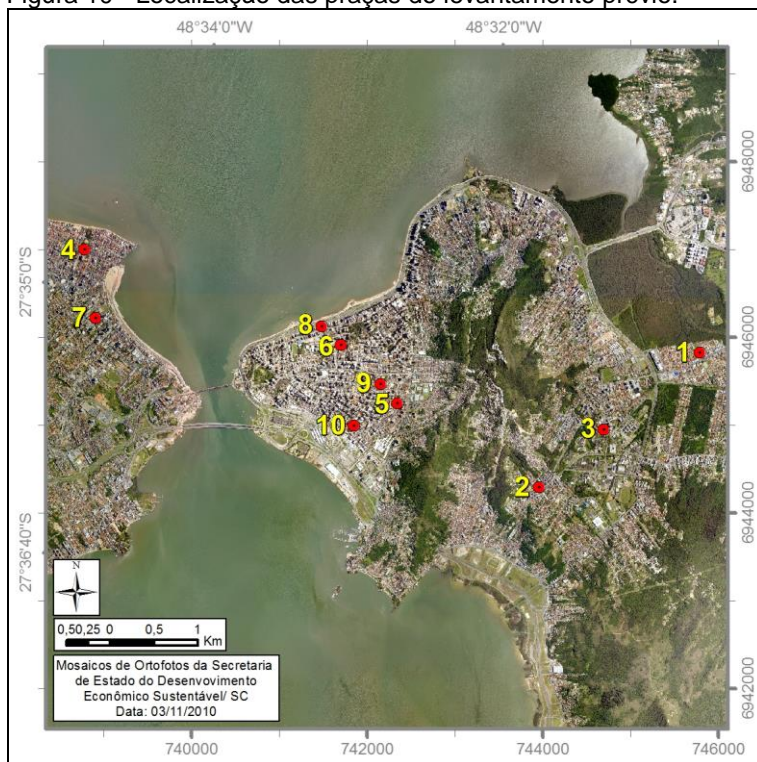 Figura 10 - Localização das praças do levantamento prévio.
48°34'0"W 48°32'0"W
6948000
4
27°35'0"S
7
8
6
6946000
1
9
5
10
3
2
6944000
27°36'40"S
N
0,50,25 0 0,5 1
Km
Mosaicos de Ortofotos da Secretaria
de Estado do Desenvovimento
Econômico Sustentável/ SC
Data: 03/11/2010
6942000
740000 742000 744000 746000